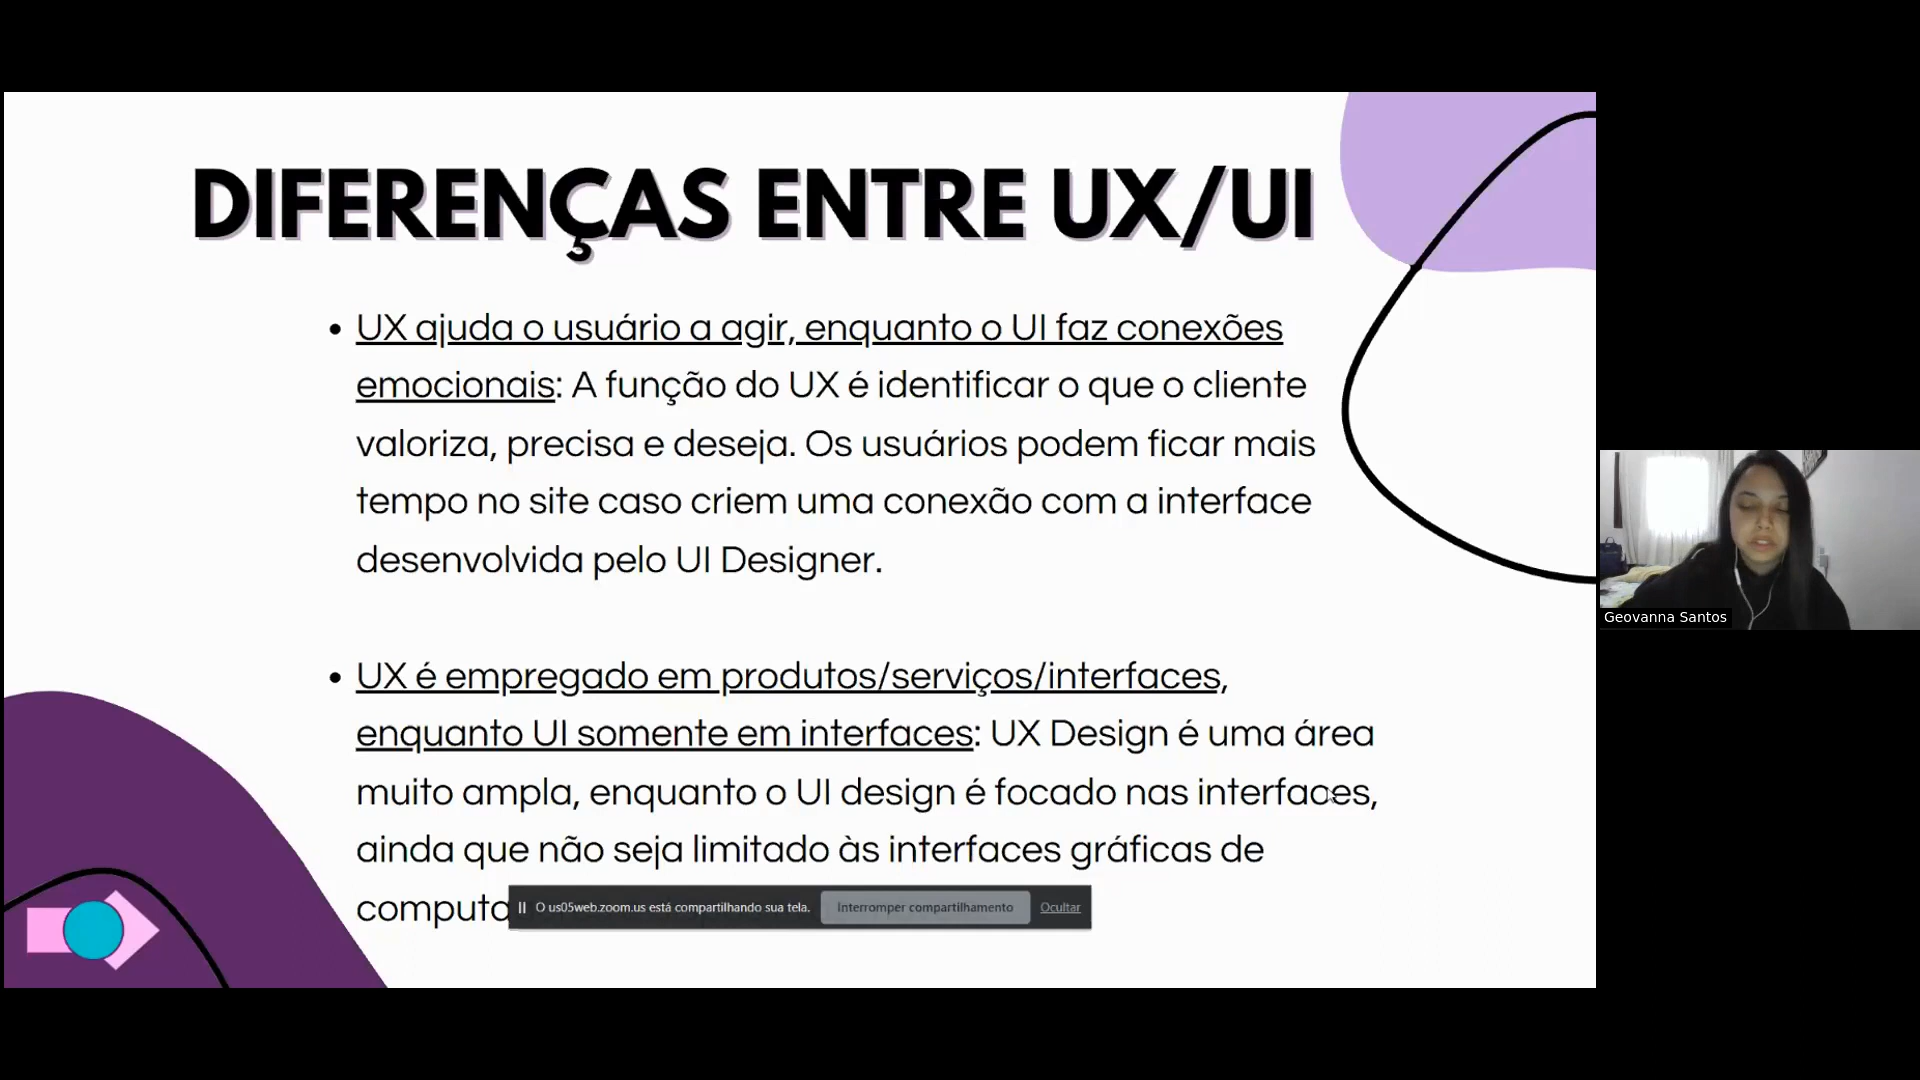 DIFERENÇAS ENTRE UX/UI
• UX ajuda o usuário a agir, enquanto o UI faz conexões
emocionais: A função do UX é identificar o que o cliente
valoriza, precisa e deseja. Os usuários podem ficar mais
tempo no site caso criem uma conexão com a interface
desenvolvida pelo UI Designer.
• UX é empregado em produtos/serviços/interfaces,
enquanto UI somente em interfaces: UX Design é uma área
muito ampla, enquanto o UI design é focado nas interfaces,
ainda que não seja limitado às interfaces gráficas de
O us05web.zoom.us está compartilhando sua tela. Interromper compartilhamento Ocultar
Geovanna Santos